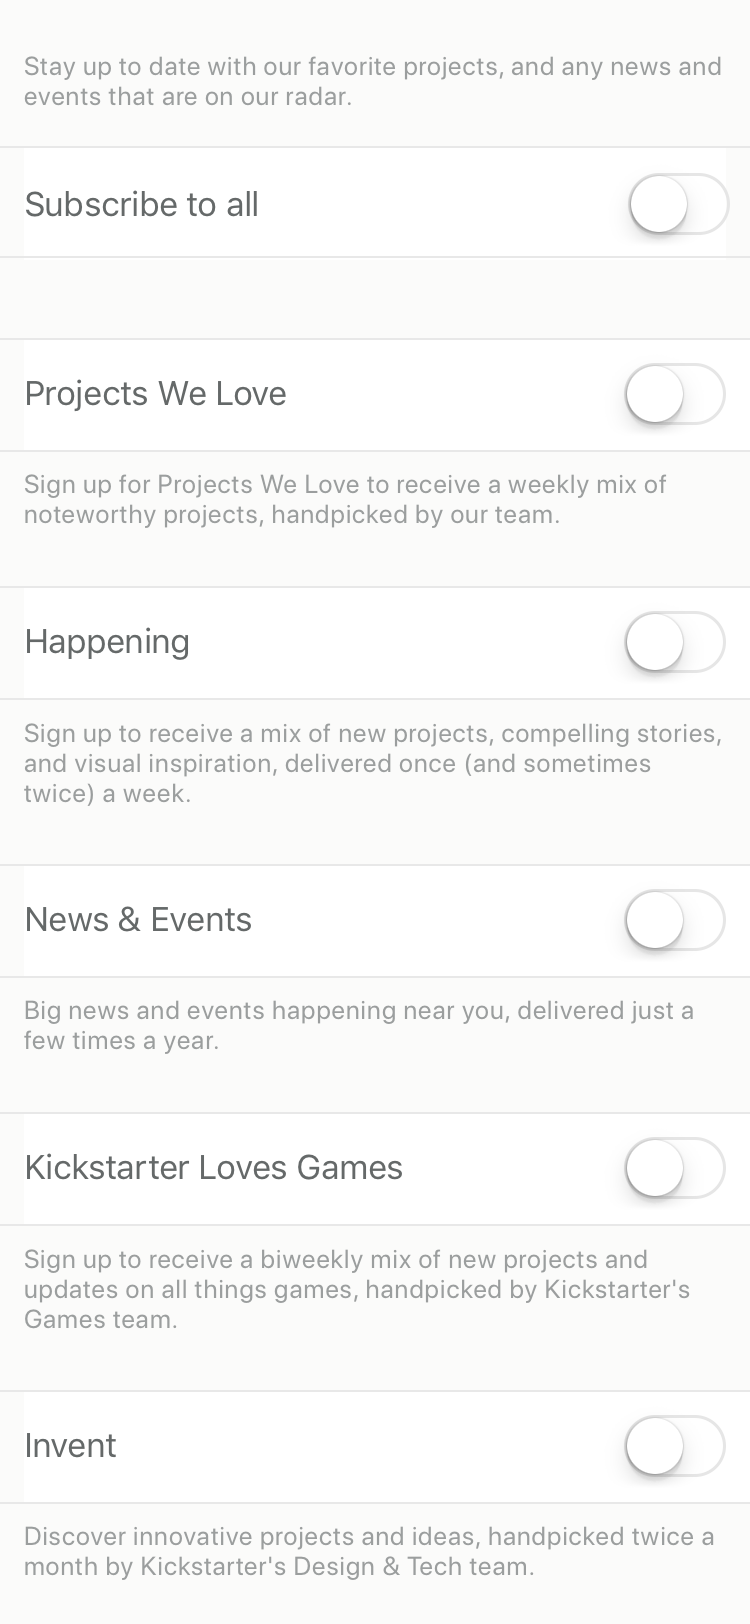 Stay up to date with our favorite projects, and any news and
events that are on our radar.
Subscribe to all
Projects We Love
Sign up for Projects We Love to receive a weekly mix of
noteworthy projects, handpicked by our team.
Happening
Sign up to receive a mix of new projects, compelling stories,
and visual inspiration, delivered once (and sometimes
twice) a week.
News & Events
Big news and events happening near you, delivered just a
few times a year.
Kickstarter Loves Games
Sign up to receive a biweekly mix of new projects and
updates on all things games, handpicked by Kickstarter's
Games team.
Invent
Discover innovative projects and ideas, handpicked twice a
month by Kickstarter's Design & Tech team.